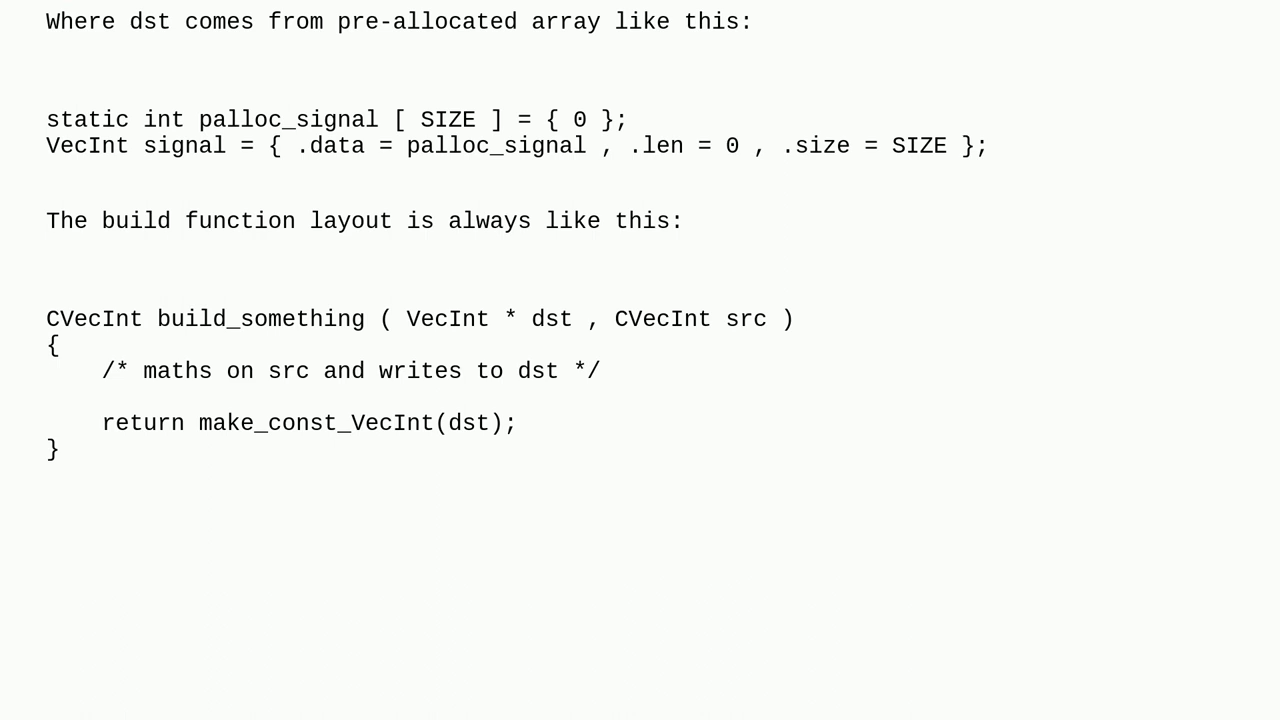 Where dst comes from pre-allocated array like this:
static int palloc_signal [ SIZE ] = { 0 };
VecInt signal = { .data = palloc_signal , .len = 0 , .size = SIZE };
The build function layout is always like this:
CVecInt build_something ( VecInt * dst , CVecInt src )
{
    /* maths on src and writes to dst */
    return make_const_VecInt(dst);
}